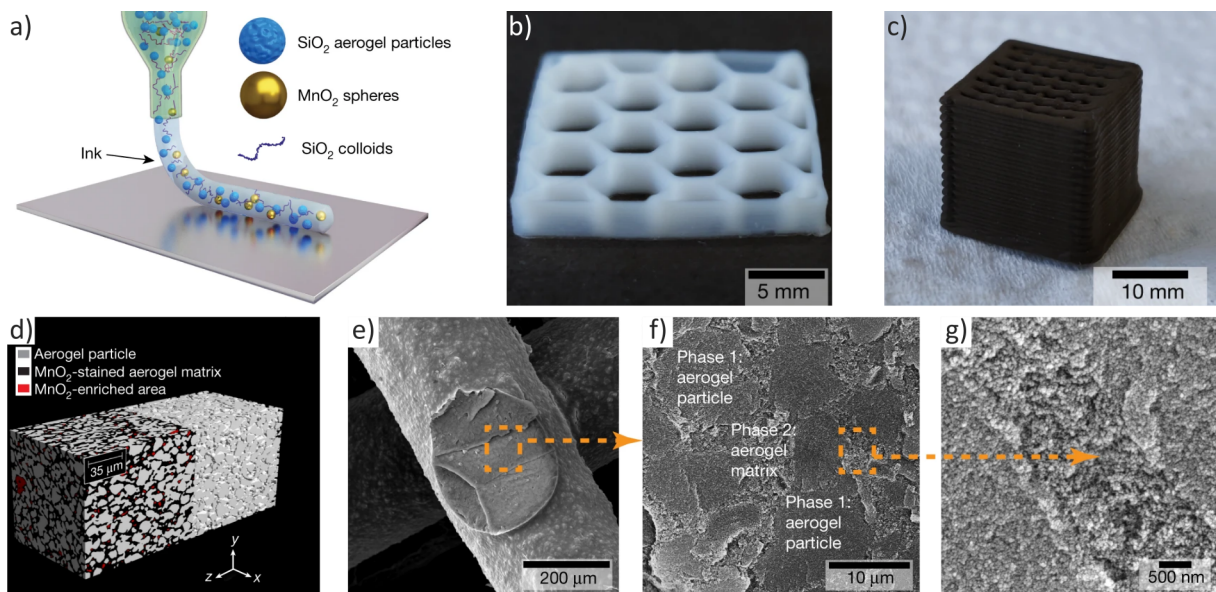 a)
SiO₂ aerogel particles
MnO₂ spheres
SiO₂ colloids
Ink
b)
5 mm
c)
10 mm
d)
Aerogel particle
MnO₂-stained aerogel matrix
MnO₂-enriched area
35 μm
y
z
x
e)
200 μm
f)
Phase 1:
aerogel
particle
Phase 2:
aerogel
matrix
Phase 1:
aerogel
particle
10 μm
g)
500 nm